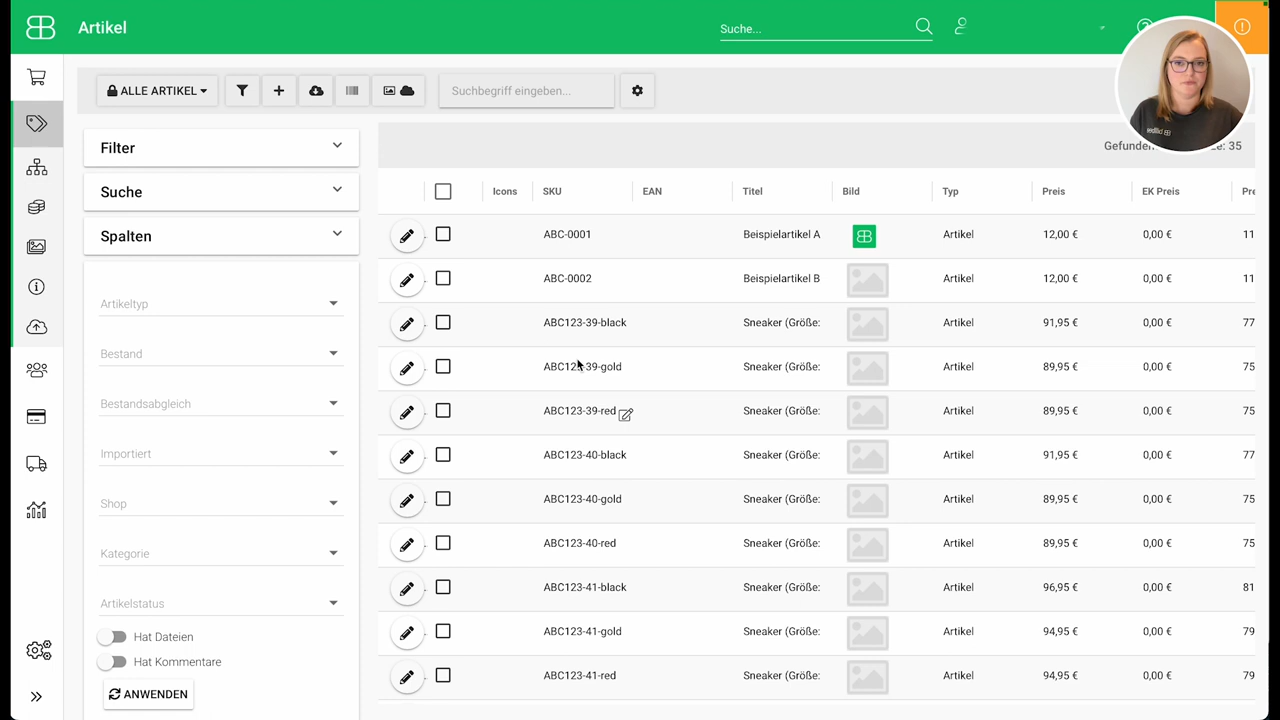 Artikel
Suche...
ALLE ARTIKEL
Suchbegriff eingeben...
Filter
Suche
Spalten
Artikeltyp
Bestand
Bestandsabgleich
Importiert
Shop
Kategorie
Artikelstatus
Hat Dateien
Hat Kommentare
ANWENDEN
35
Icons SKU EAN Titel Bild Typ Preis EK Preis
ABC-0001 Beispielartikel A Artikel 12,00 € 0,00 € 11
ABC-0002 Beispielartikel B Artikel 12,00 € 0,00 € 11
ABC123-39-black Sneaker (Größe: Artikel 91,95 € 0,00 € 77
ABC123-39-gold Sneaker (Größe: Artikel 89,95 € 0,00 € 75
ABC123-39-red Sneaker (Größe: Artikel 89,95 € 0,00 € 75
ABC123-40-black Sneaker (Größe: Artikel 91,95 € 0,00 € 77
ABC123-40-gold Sneaker (Größe: Artikel 89,95 € 0,00 € 75
ABC123-40-red Sneaker (Größe: Artikel 89,95 € 0,00 € 75
ABC123-41-black Sneaker (Größe: Artikel 96,95 € 0,00 € 81
ABC123-41-gold Sneaker (Größe: Artikel 94,95 € 0,00 € 79
ABC123-41-red Sneaker (Größe: Artikel 94,95 € 0,00 € 79